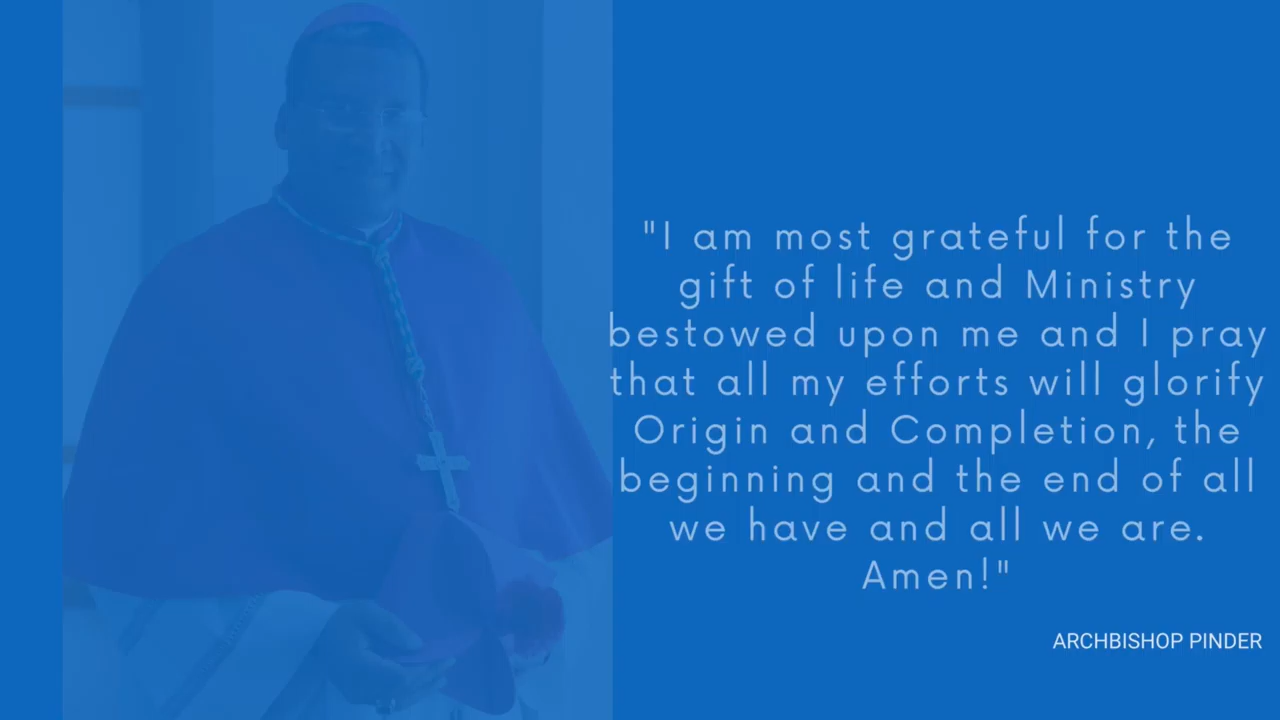 "I am most grateful for the
gift of life and Ministry
bestowed upon me and I pray
that all my efforts will glorify
Origin and Completion, the
beginning and the end of all
we have and all we are.
Amen!"
ARCHBISHOP PINDER